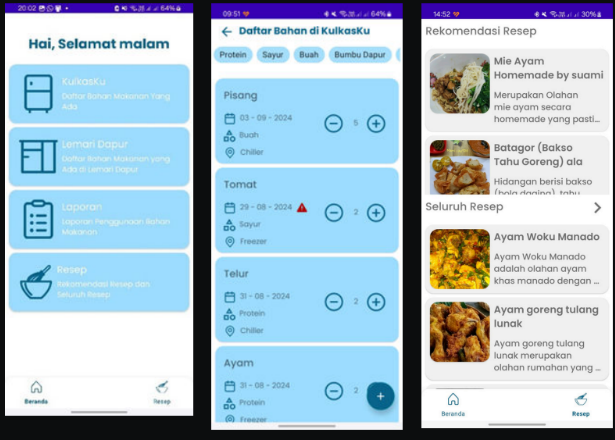 20:02
64%
Hai, Selamat malam
KulkasKu
Daftar Bahan Makanan Yang
Ada
Lemari Dapur
Daftar Bahan Makanan yang
Ada di Lemari Dapur
Laporan
Laporan Penggunaan Bahan
Makanan
Resep
Rekomendasi Resep dan
Seluruh Resep
Beranda
Resep
09:51
64%
Daftar Bahan di KulkasKu
Protein
Sayur
Buah
Bumbu Dapur
Pisang
03 - 09 - 2024
Buah
Chiller
5
Tomat
29 - 08 - 2024
Sayur
Freezer
2
Telur
31 - 08 - 2024
Protein
Chiller
2
Ayam
31 - 08 - 2024
Protein
Freezer
2
14:52
30%
Rekomendasi Resep
Mie Ayam
Homemade by suami
Merupakan Olahan
mie ayam secara
homemade yang pasti...
Batagor (Bakso
Tahu Goreng) ala
Hidangan berisi bakso
(bola daging), tahu
Seluruh Resep
Ayam Woku Manado
Ayam Woku Manado
adalah olahan ayam
khas manado dengan ...
Ayam goreng tulang
lunak
Ayam goreng tulang
lunak merupakan
olahan rumahan yang ...
Beranda
Resep